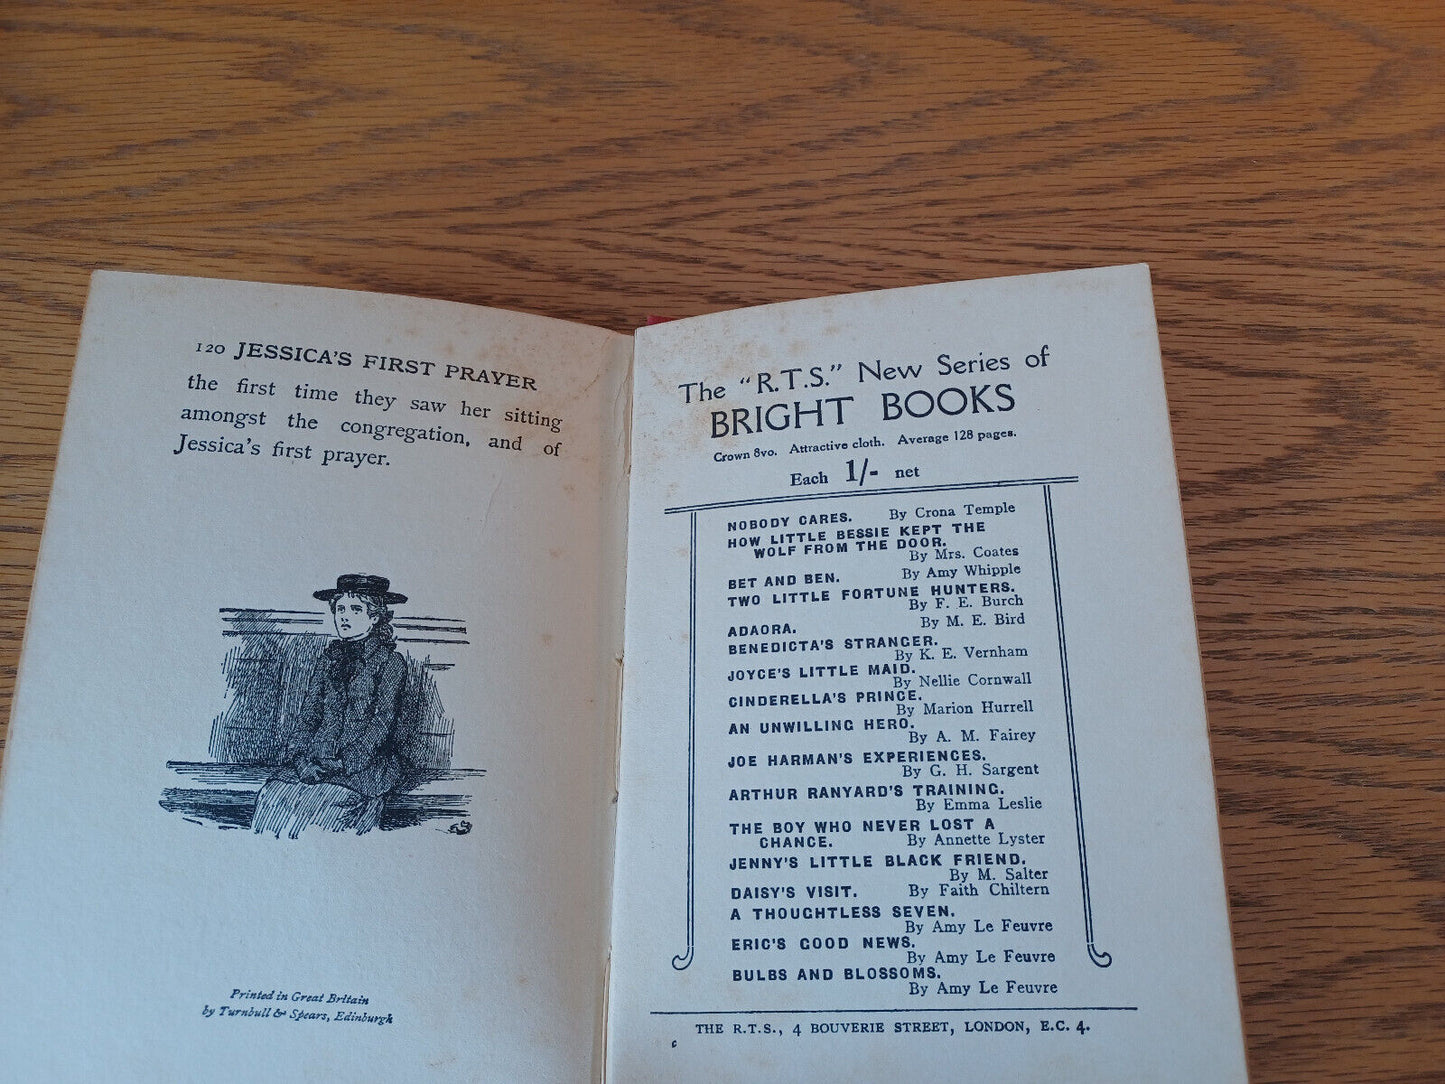 120 JESSICA'S FIRST PRAYER
the first time they saw her sitting
amongst the congregation, and of
Jessica's first prayer.
Printed in Great Britain
by Turnbull & Spears, Edinburgh
The "R.T.S." New Series of
BRIGHT BOOKS
Crown 8vo. Attractive cloth. Average 128 pages.
Each 1/- net
NOBODY CARES. By Crona Temple
HOW LITTLE BESSIE KEPT THE
WOLF FROM THE DOOR.
By Mrs. Coates
BET AND BEN. By Amy Whipple
TWO LITTLE FORTUNE HUNTERS.
By F. E. Burch
ADAORA. By M. E. Bird
BENEDICTA'S STRANGER.
By K. E. Vernham
JOYCE'S LITTLE MAID.
By Nellie Cornwall
CINDERELLA'S PRINCE.
By Marion Hurrell
AN UNWILLING HERO.
By A. M. Fairey
JOE HARMAN'S EXPERIENCES.
By G. H. Sargent
ARTHUR RANYARD'S TRAINING.
By Emma Leslie
THE BOY WHO NEVER LOST A
CHANCE. By Annette Lyster
JENNY'S LITTLE BLACK FRIEND.
By M. Salter
DAISY'S VISIT. By Faith Chiltern
A THOUGHTLESS SEVEN.
By Amy Le Feuvre
ERIC'S GOOD NEWS.
By Amy Le Feuvre
BULBS AND BLOSSOMS.
By Amy Le Feuvre
THE R.T.S., 4 BOUVERIE STREET, LONDON, E.C. 4.
c